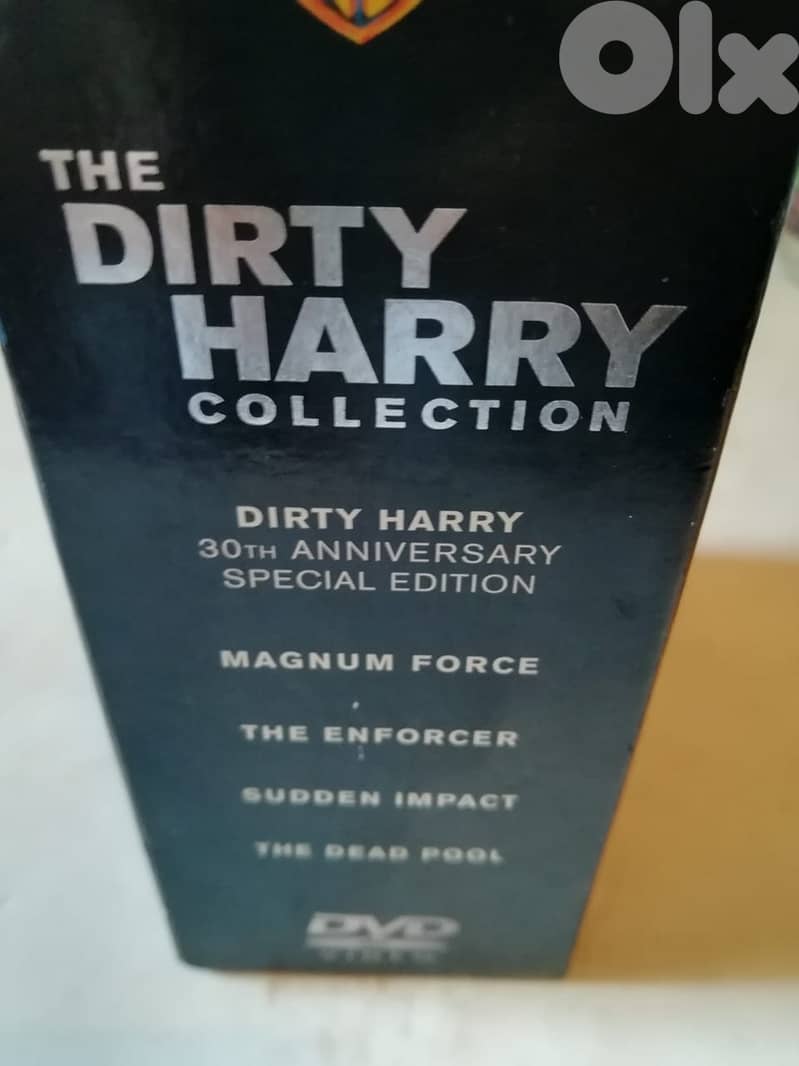 Olx
THE
DIRTY
HARRY
COLLECTION
DIRTY HARRY
30TH ANNIVERSARY
SPECIAL EDITION
MAGNUM FORCE
THE ENFORCER
SUDDEN IMPACT
THE DEAD POOL
DVD
VIDEO